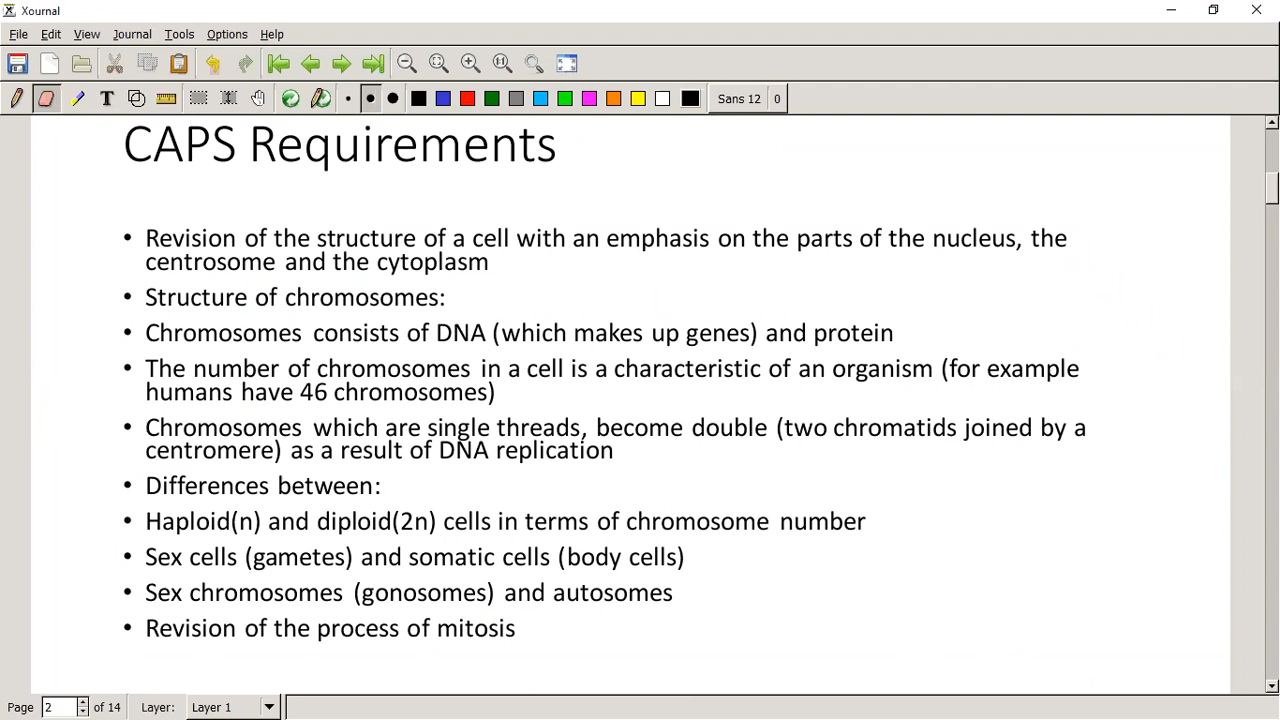 Xournal
File Edit View Journal Tools Options Help
Sans 12 0
CAPS Requirements
• Revision of the structure of a cell with an emphasis on the parts of the nucleus, the
centrosome and the cytoplasm
• Structure of chromosomes:
• Chromosomes consists of DNA (which makes up genes) and protein
• The number of chromosomes in a cell is a characteristic of an organism (for example
humans have 46 chromosomes)
• Chromosomes which are single threads, become double (two chromatids joined by a
centromere) as a result of DNA replication
• Differences between:
• Haploid(n) and diploid(2n) cells in terms of chromosome number
• Sex cells (gametes) and somatic cells (body cells)
• Sex chromosomes (gonosomes) and autosomes
• Revision of the process of mitosis
Page 2 of 14 Layer: Layer 1